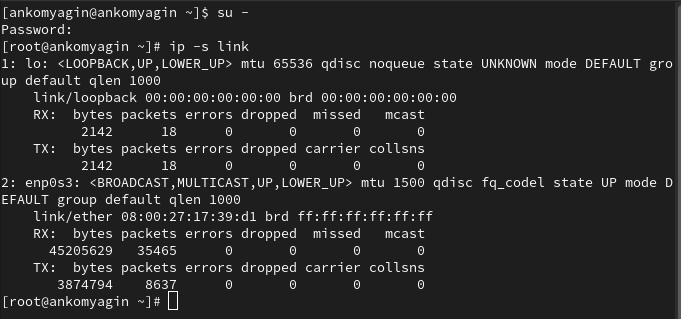 [ankomyagin@ankomyagin]$ su -
Password:
[root@ankomyagin]# ip -s link
1: lo: <LOOPBACK,UP,LOWER_UP> mtu 65536 qdisc noqueue state UNKNOWN mode DEFAULT gro
up default qlen 1000
    link/loopback 00:00:00:00:00:00 brd 00:00:00:00:00:00
    RX:  bytes packets errors dropped  missed   mcast
          2142      18      0       0       0       0
    TX:  bytes packets errors dropped carrier collsns
          2142      18      0       0       0       0
2: enp0s3: <BROADCAST,MULTICAST,UP,LOWER_UP> mtu 1500 qdisc fq_codel state UP mode D
EFAULT group default qlen 1000
    link/ether 08:00:27:17:39:d1 brd ff:ff:ff:ff:ff:ff
    RX:  bytes packets errors dropped  missed   mcast
      45205629   35465      0       0       0       0
    TX:  bytes packets errors dropped carrier collsns
       3874794    8637      0       0       0       0
[root@ankomyagin]#